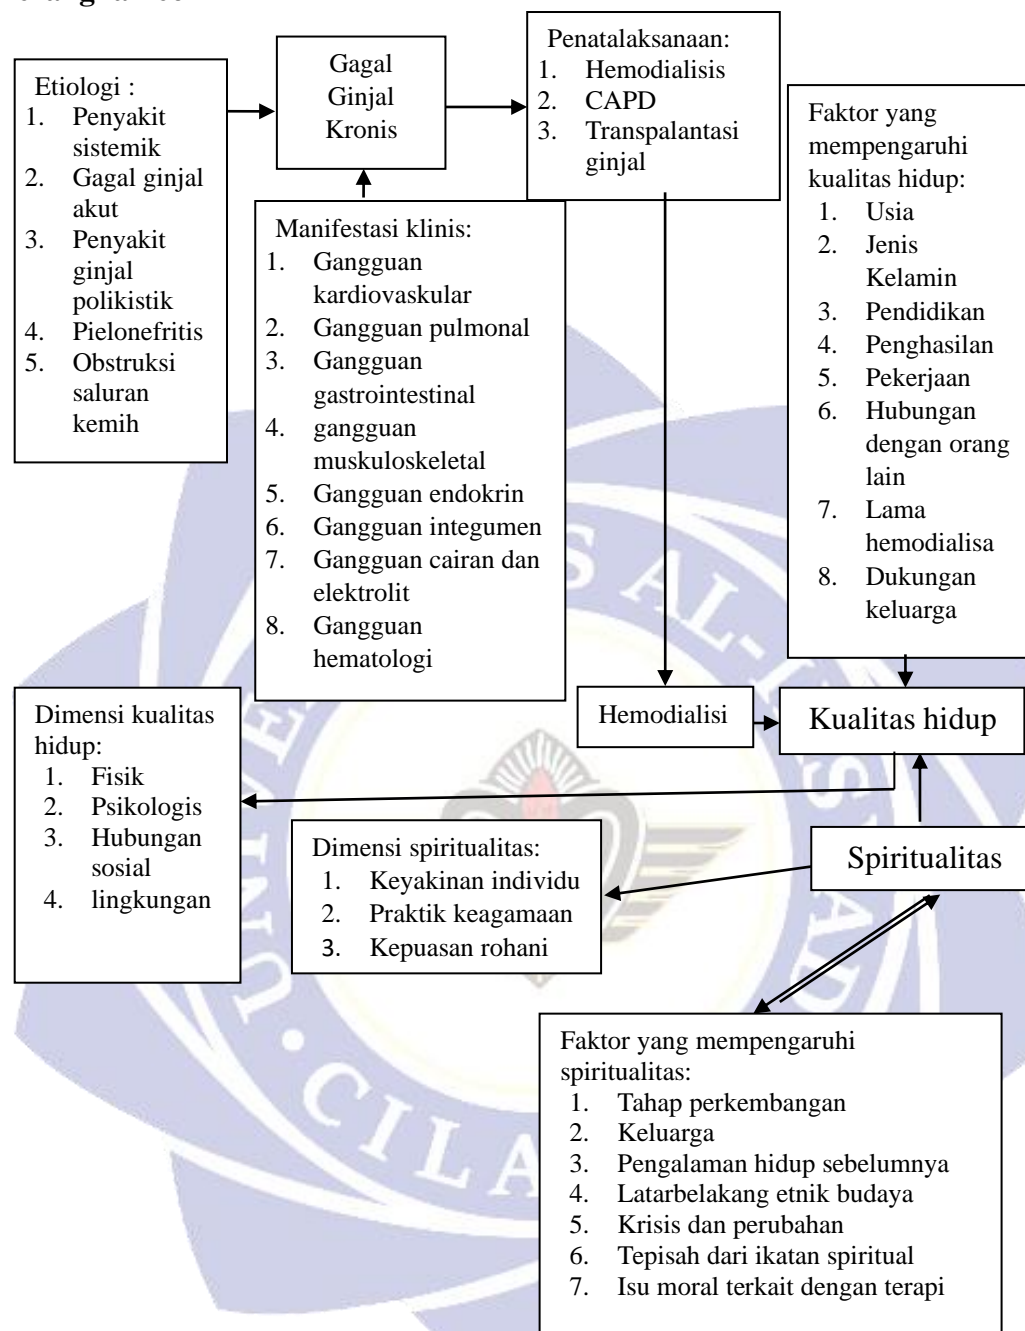 Etiologi :
1. Penyakit
sistemik
2. Gagal ginjal
akut
3. Penyakit
ginjal
polikistik
4. Pielonefritis
5. Obstruksi
saluran
kemih
Gagal
Ginjal
Kronis
Penatalaksanaan:
1. Hemodialisis
2. CAPD
3. Transpalantasi
ginjal
Faktor yang
mempengaruhi
kualitas hidup:
1. Usia
2. Jenis
Kelamin
3. Pendidikan
4. Penghasilan
5. Pekerjaan
6. Hubungan
dengan orang
lain
7. Lama
hemodialisa
8. Dukungan
keluarga
Manifestasi klinis:
1. Gangguan
kardiovaskular
2. Gangguan pulmonal
3. Gangguan
gastrointestinal
4. gangguan
muskuloskeletal
5. Gangguan endokrin
6. Gangguan integumen
7. Gangguan cairan dan
elektrolit
8. Gangguan
hematologi
Hemodialisi
Kualitas hidup
Dimensi kualitas
hidup:
1. Fisik
2. Psikologis
3. Hubungan
sosial
4. lingkungan
Dimensi spiritualitas:
1. Keyakinan individu
2. Praktik keagamaan
3. Kepuasan rohani
Spiritualitas
Faktor yang mempengaruhi
spiritualitas:
1. Tahap perkembangan
2. Keluarga
3. Pengalaman hidup sebelumnya
4. Latarbelakang etnik budaya
5. Krisis dan perubahan
6. Tepisah dari ikatan spiritual
7. Isu moral terkait dengan terapi